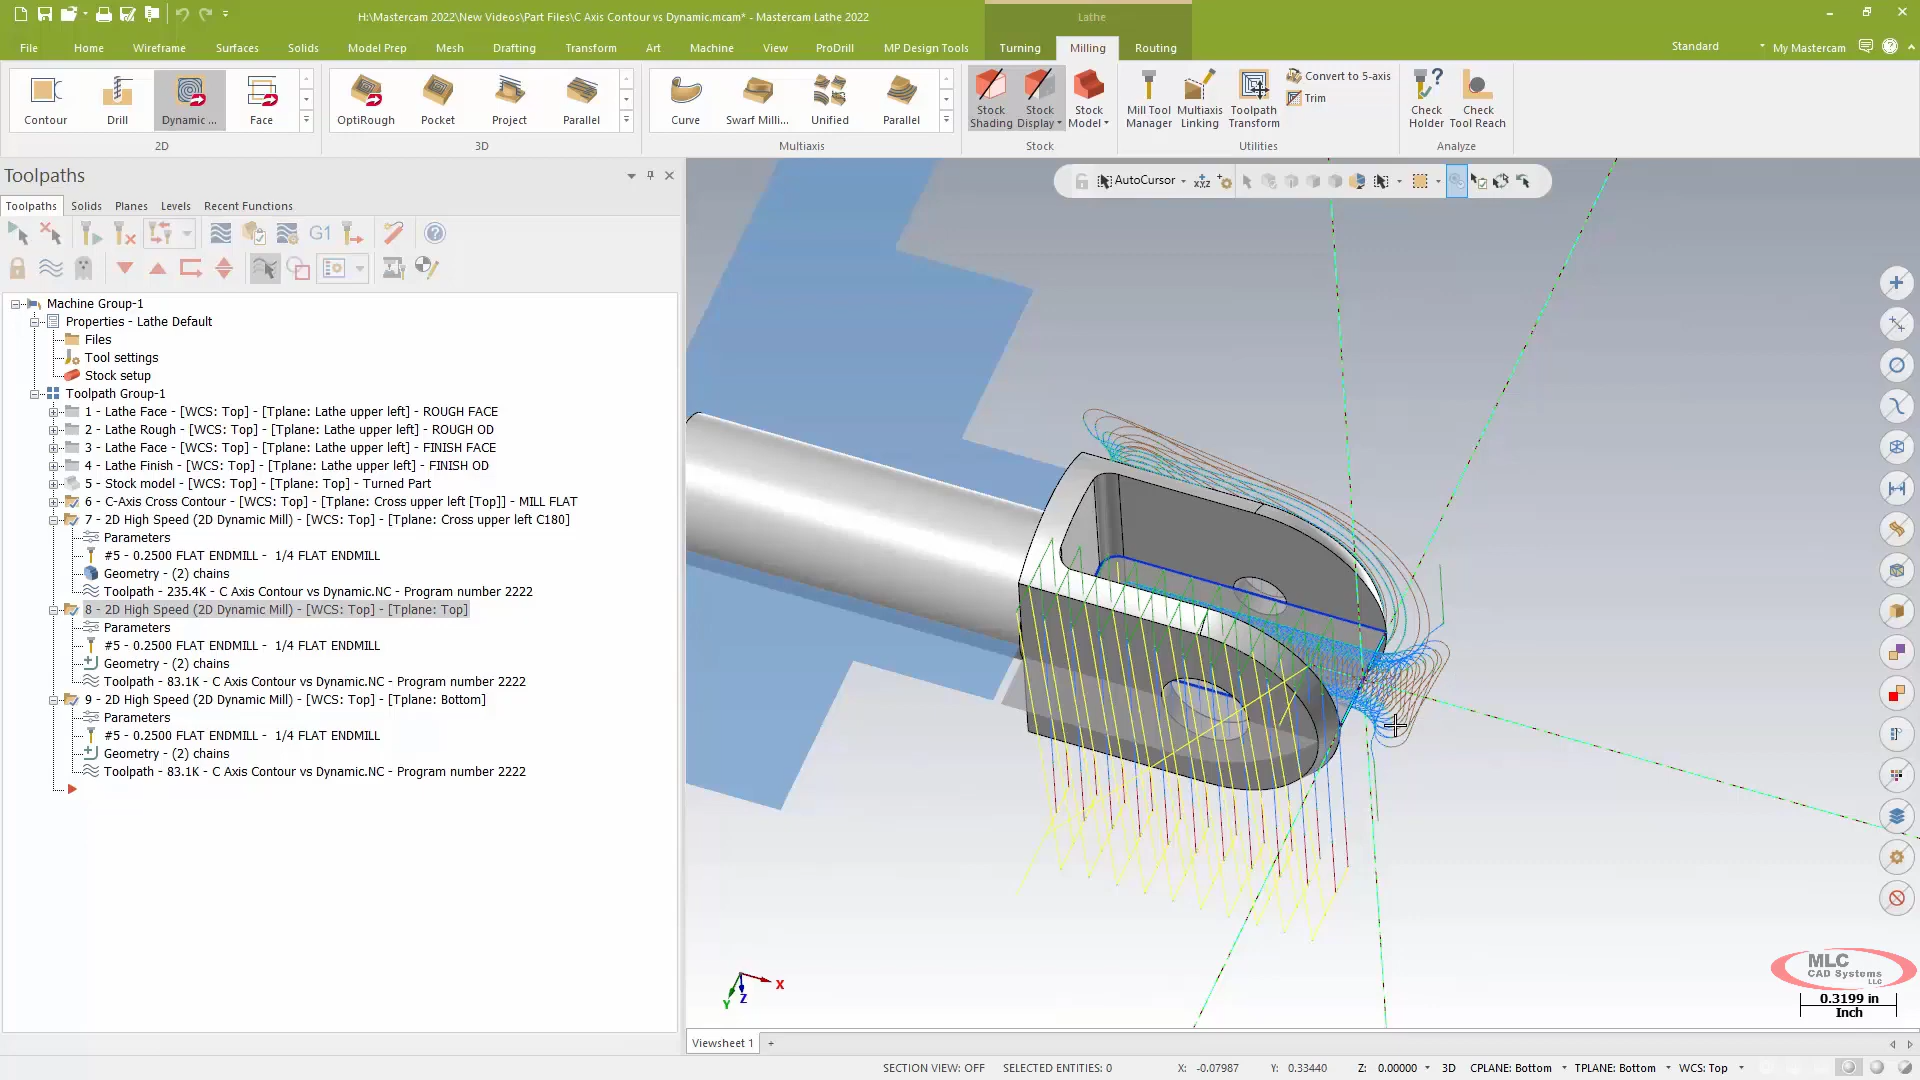 H:\Mastercam 2022\New Videos\Part Files\C Axis Contour vs Dynamic.mcam* - Mastercam Lathe 2022
Lathe
File Home Wireframe Surfaces Solids Model Prep Mesh Drafting Transform Art Machine View ProDrill MP Design Tools Turning Milling Routing Standard My Mastercam
Contour Drill Dynamic ... Face OptiRough Pocket Project Parallel Curve Swarf Milli... Unified Parallel
Stock Shading Stock Display Stock Model Mill Tool Manager Multiaxis Linking Toolpath Transform Convert to 5-axis Trim Check Holder Check Tool Reach
2D 3D Multiaxis Stock Utilities Analyze
Toolpaths
AutoCursor
Toolpaths Solids Planes Levels Recent Functions
G1
Machine Group-1
Properties - Lathe Default
Files
Tool settings
Stock setup
Toolpath Group-1
1 - Lathe Face - [WCS: Top] - [Tplane: Lathe upper left] - ROUGH FACE
2 - Lathe Rough - [WCS: Top] - [Tplane: Lathe upper left] - ROUGH OD
3 - Lathe Face - [WCS: Top] - [Tplane: Lathe upper left] - FINISH FACE
4 - Lathe Finish - [WCS: Top] - [Tplane: Lathe upper left] - FINISH OD
5 - Stock model - [WCS: Top] - [Tplane: Top] - Turned Part
6 - C-Axis Cross Contour - [WCS: Top] - [Tplane: Cross upper left [Top]] - MILL FLAT
7 - 2D High Speed (2D Dynamic Mill) - [WCS: Top] - [Tplane: Cross upper left C180]
Parameters
#5 - 0.2500 FLAT ENDMILL - 1/4 FLAT ENDMILL
Geometry - (2) chains
Toolpath - 235.4K - C Axis Contour vs Dynamic.NC - Program number 2222
8 - 2D High Speed (2D Dynamic Mill) - [WCS: Top] - [Tplane: Top]
Parameters
#5 - 0.2500 FLAT ENDMILL - 1/4 FLAT ENDMILL
Geometry - (2) chains
Toolpath - 83.1K - C Axis Contour vs Dynamic.NC - Program number 2222
9 - 2D High Speed (2D Dynamic Mill) - [WCS: Top] - [Tplane: Bottom]
Parameters
#5 - 0.2500 FLAT ENDMILL - 1/4 FLAT ENDMILL
Geometry - (2) chains
Toolpath - 83.1K - C Axis Contour vs Dynamic.NC - Program number 2222
X
Y
Z
MLC
CAD Systems
LLC
0.3199 in
Inch
Viewsheet 1 +
SECTION VIEW: OFF SELECTED ENTITIES: 0 X: -0.07987 Y: 0.33440 Z: 0.00000 3D CPLANE: Bottom TPLANE: Bottom WCS: Top